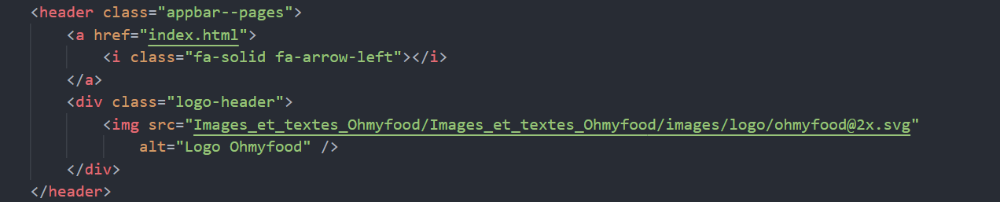 <header class="appbar--pages">
<a href="index.html">
<i class="fa-solid fa-arrow-left"></i>
</a>
<div class="logo-header">
<img src="Images_et_textes_Ohmyfood/Images_et_textes_Ohmyfood/images/logo/ohmyfood@2x.svg"
alt="Logo Ohmyfood" />
</div>
</header>